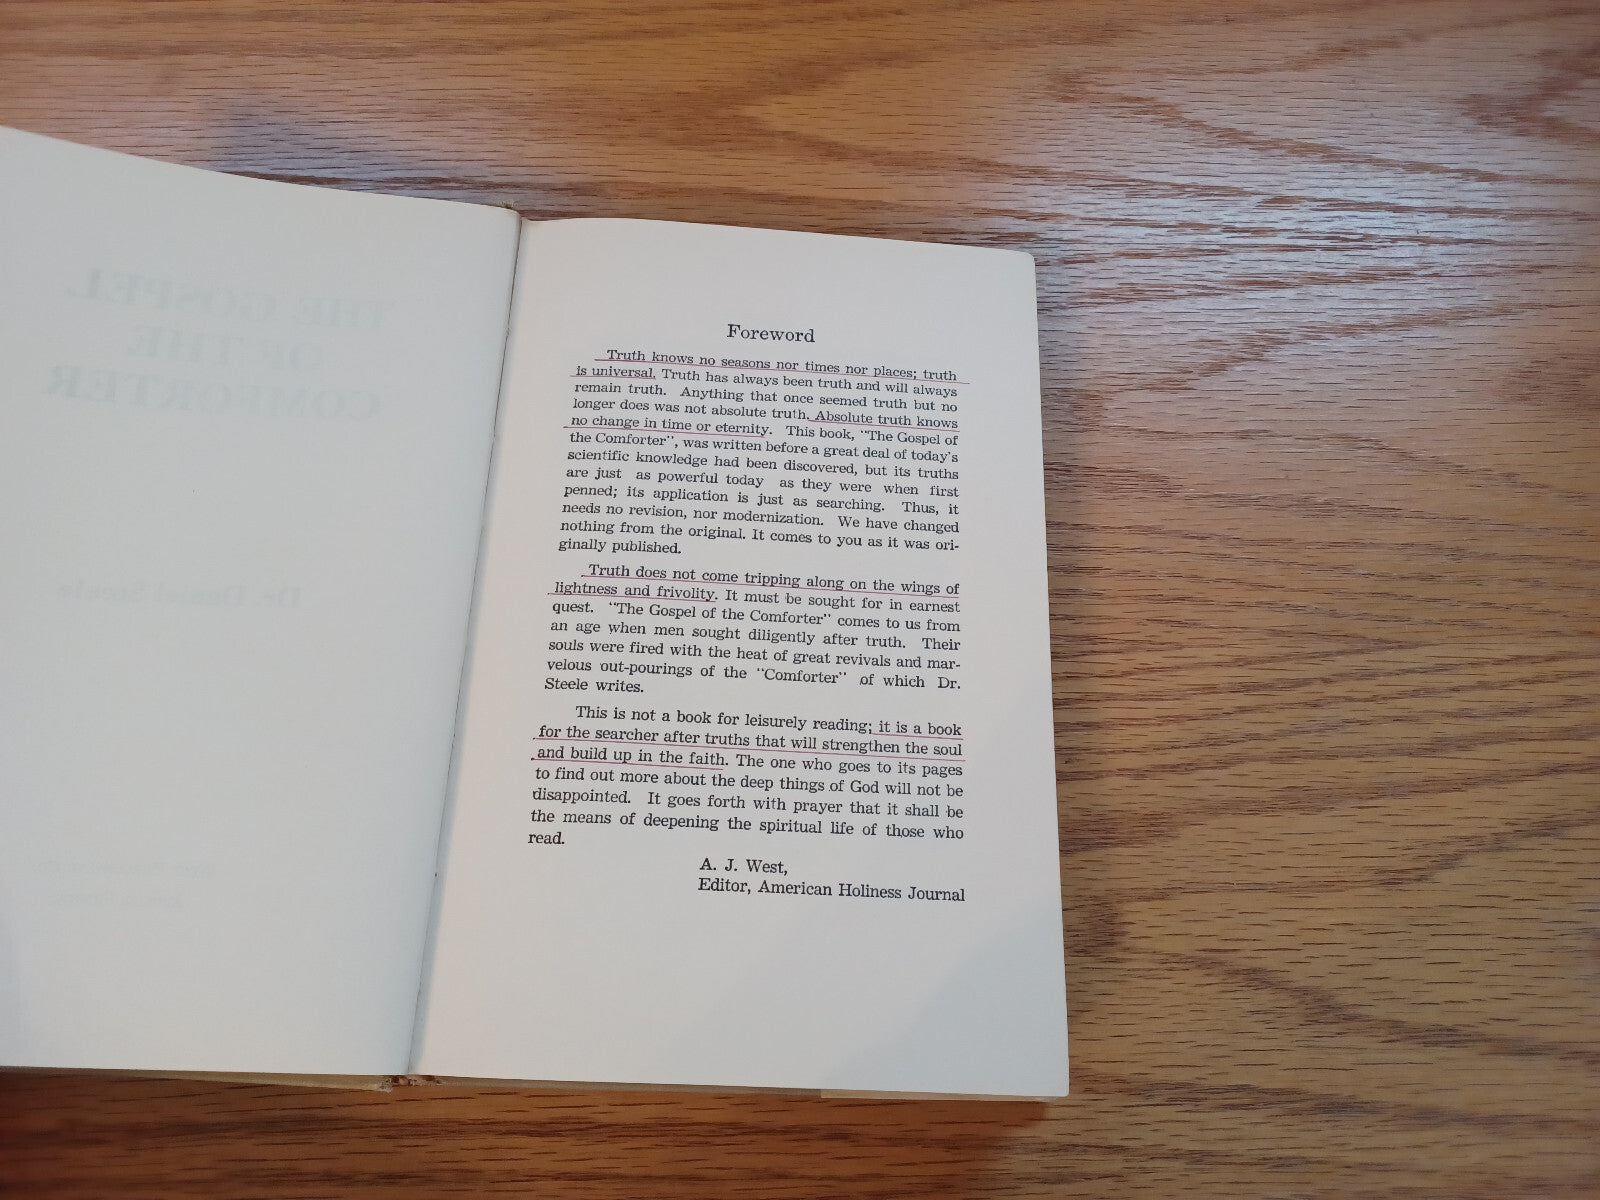 THE GOSPEL
OF THE
COMFORTER
Dr. Daniel Steele
Foreword
Truth knows no seasons nor times nor places; truth
is universal. Truth has always been truth and will always
remain truth. Anything that once seemed truth but no
longer does was not absolute truth. Absolute truth knows
no change in time or eternity. This book, "The Gospel of
the Comforter", was written before a great deal of today's
scientific knowledge had been discovered, but its truths
are just as powerful today as they were when first
penned; its application is just as searching. Thus, it
needs no revision, nor modernization. We have changed
nothing from the original. It comes to you as it was ori-
ginally published.
Truth does not come tripping along on the wings of
lightness and frivolity. It must be sought for in earnest
quest. "The Gospel of the Comforter" comes to us from
an age when men sought diligently after truth. Their
souls were fired with the heat of great revivals and mar-
velous out-pourings of the "Comforter" of which Dr.
Steele writes.
This is not a book for leisurely reading; it is a book
for the searcher after truths that will strengthen the soul
and build up in the faith. The one who goes to its pages
to find out more about the deep things of God will not be
disappointed. It goes forth with prayer that it shall be
the means of deepening the spiritual life of those who
read.
A. J. West,
Editor, American Holiness Journal